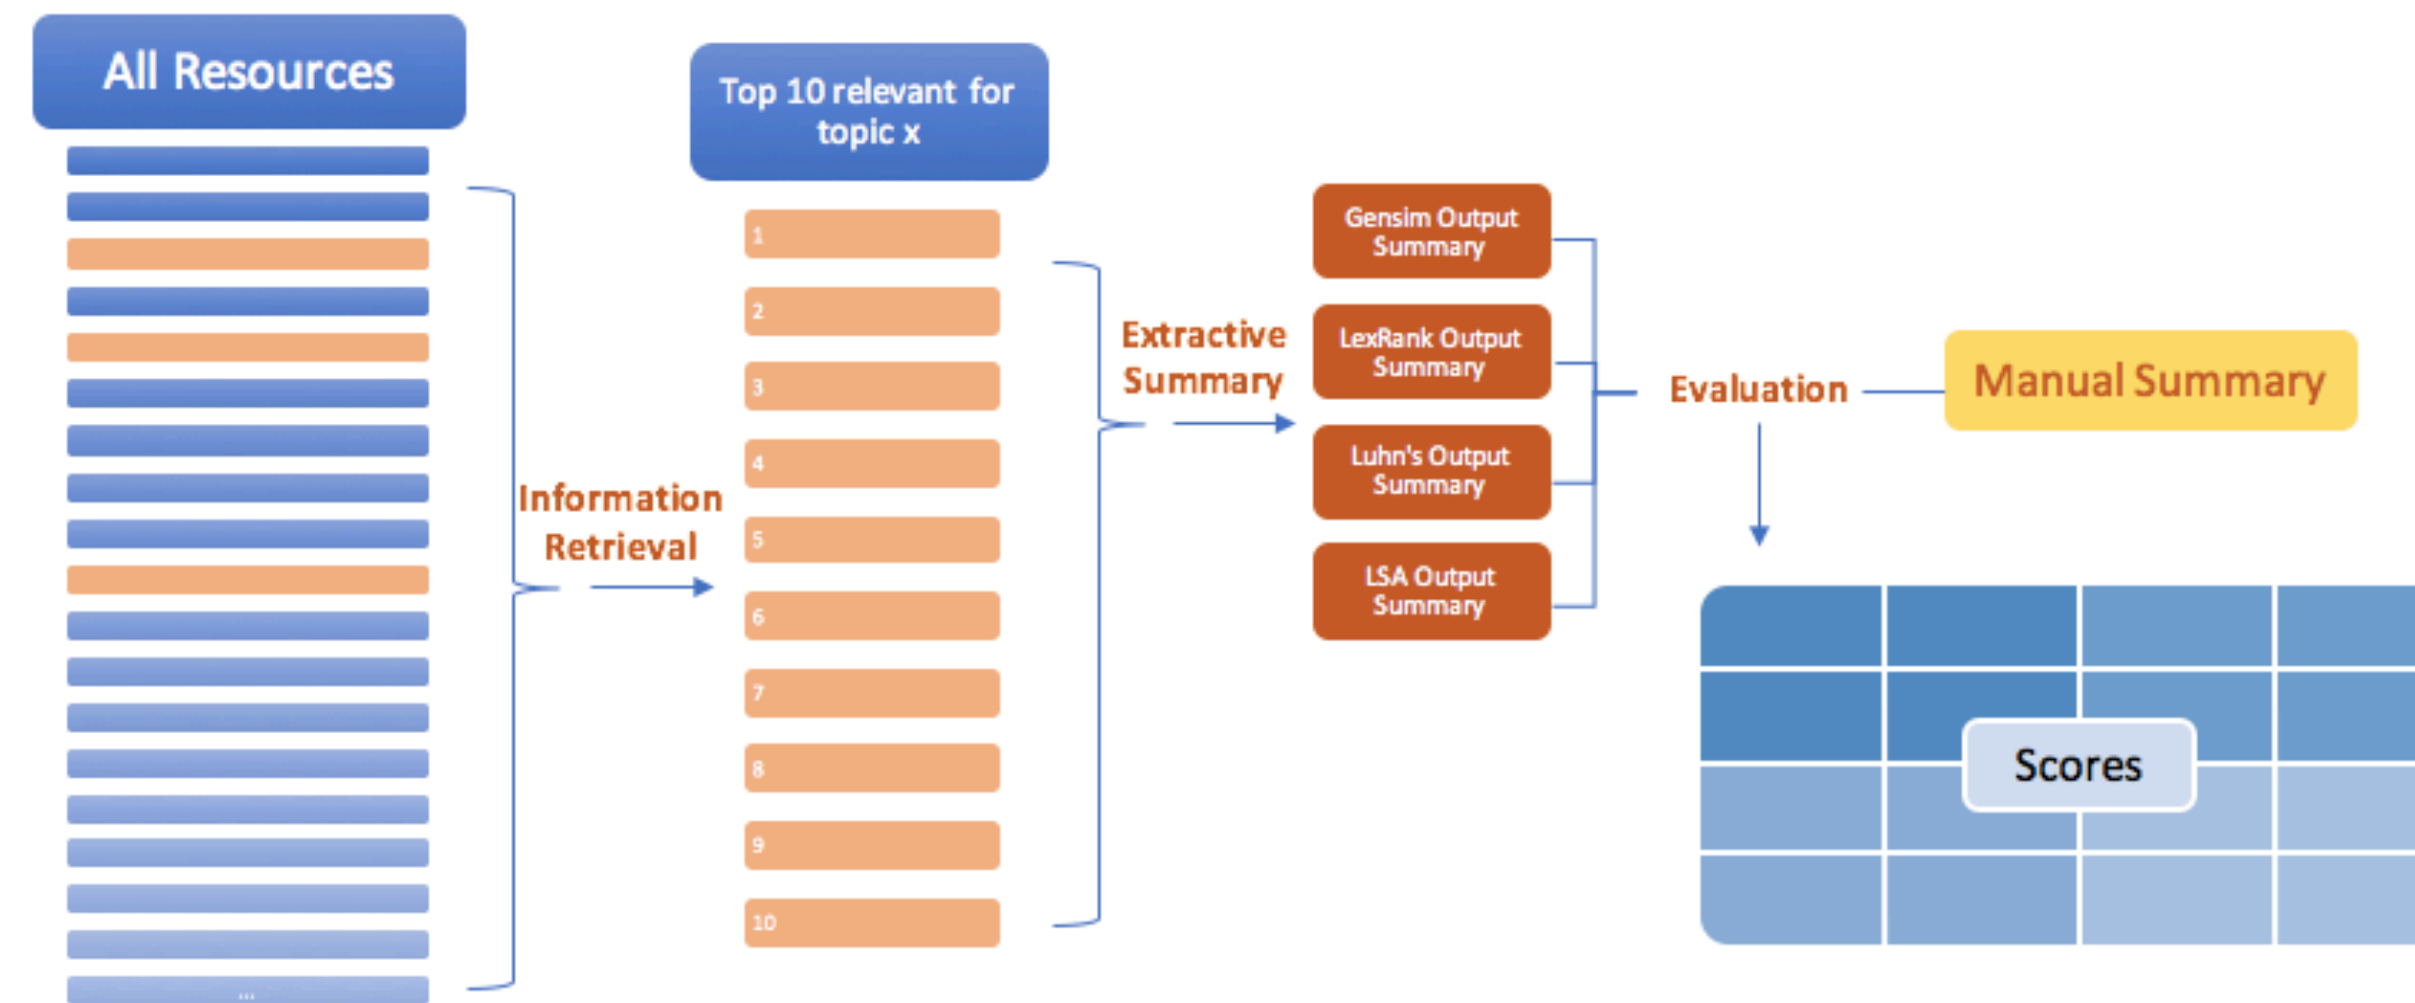 All Resources
...
Information
Retrieval
Top 10 relevant for
topic x
1
2
3
4
5
6
7
8
9
10
Extractive
Summary
Gensim Output
Summary
LexRank Output
Summary
Luhn's Output
Summary
LSA Output
Summary
Evaluation
Manual Summary
Scores